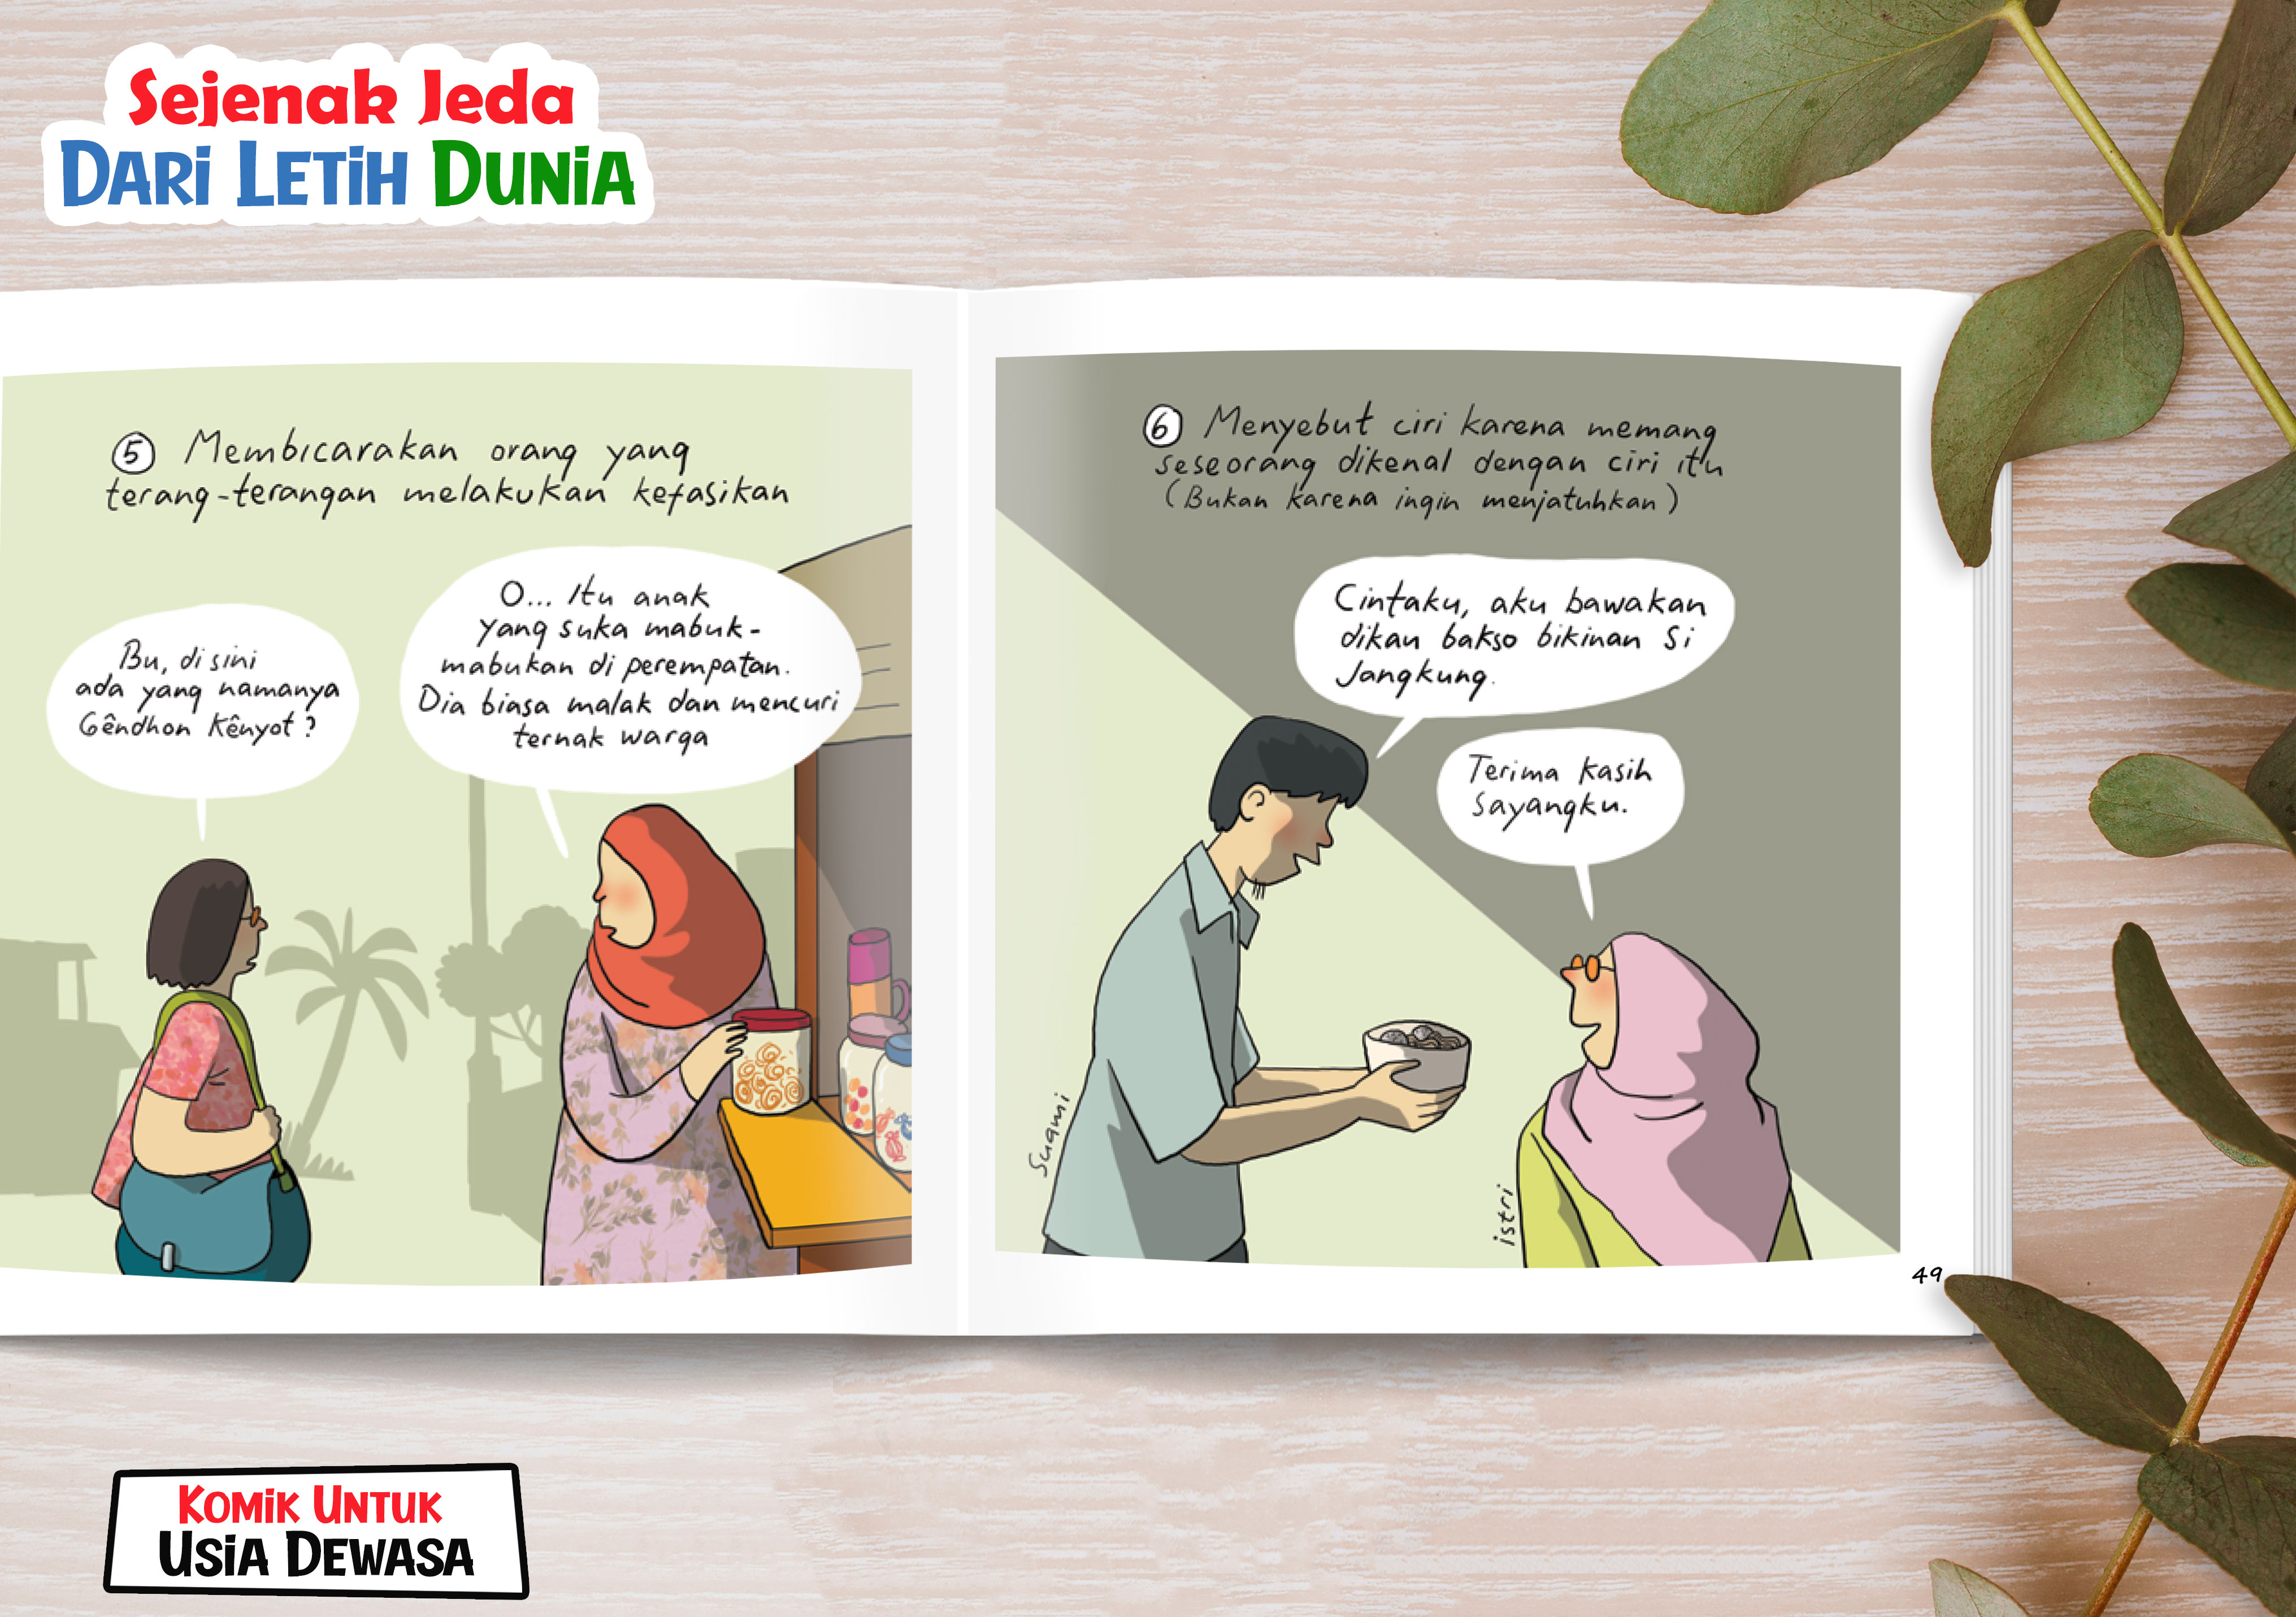 Sejenak Jeda
DARI LETIH DUNIA
5 Membicarakan orang yang
terang-terangan melakukan kefasikan
Bu, di sini
ada yang namanya
Gêndhon Kênyot?
O... Itu anak
yang suka mabuk-
mabukan di perempatan.
Dia biasa malak dan mencuri
ternak warga
6 Menyebut ciri karena memang
seseorang dikenal dengan ciri itu
(Bukan karena ingin menjatuhkan)
Cintaku, aku bawakan
dikau bakso bikinan Si
Jangkung.
Terima kasih
Sayangku.
Suami
istri
49
KOMIK UNTUK
USIA DEWASA